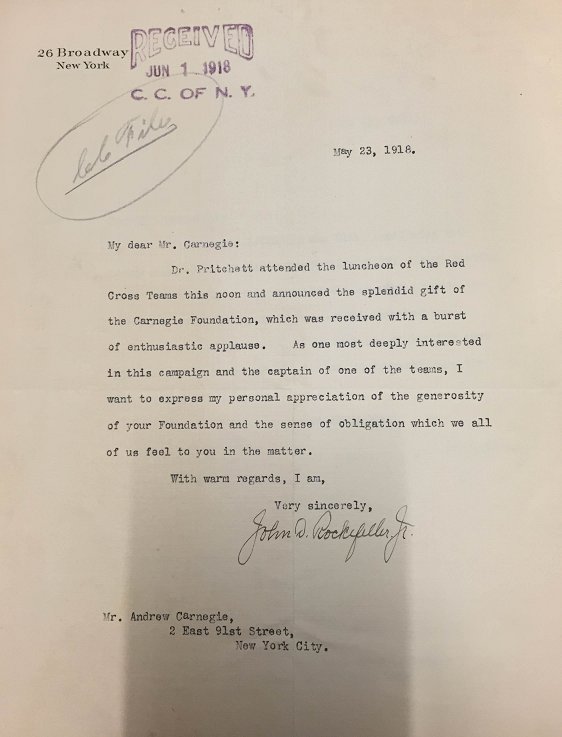 26 Broadway
New York
RECEIVED
JUN 1 1918
C. C. OF N. Y.
File
May 23, 1918.
My dear Mr. Carnegie:
Dr. Pritchett attended the luncheon of the Red
Cross Teams this noon and announced the splendid gift of
the Carnegie Foundation, which was received with a burst
of enthusiastic applause. As one most deeply interested
in this campaign and the captain of one of the teams, I
want to express my personal appreciation of the generosity
of your Foundation and the sense of obligation which we all
of us feel to you in the matter.
With warm regards, I am,
Very sincerely,
John D. Rockefeller Jr.
Mr. Andrew Carnegie,
2 East 91st Street,
New York City.